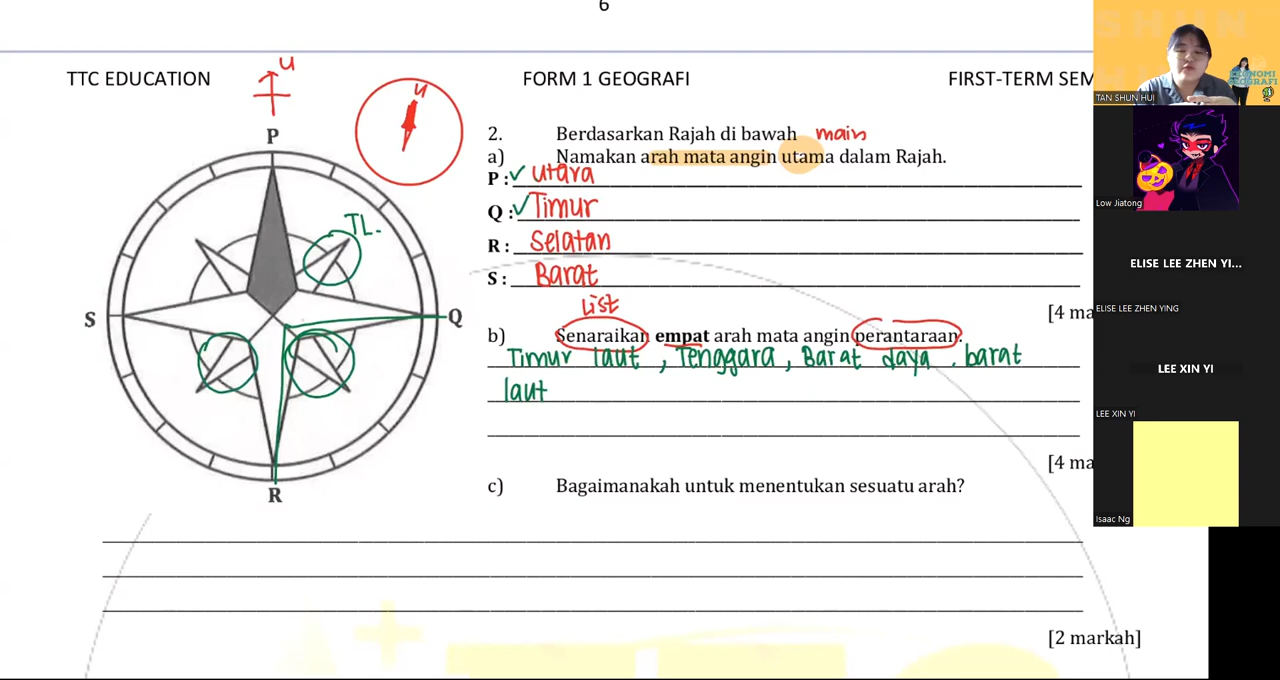 6
TTC EDUCATION
FORM 1 GEOGRAFI
FIRST-TERM SEM
u
u
P
S
Q
R
TL.
2. Berdasarkan Rajah di bawah main
a) Namakan arah mata angin utama dalam Rajah.
P : ✓ utara
Q : ✓ Timur
R : Selatan
S : Barat
[4 ma
List
b) Senaraikan empat arah mata angin perantaraan.
Timur laut , Tenggara , Barat daya . barat
laut
[4 ma
c) Bagaimanakah untuk menentukan sesuatu arah?
[2 markah]
A+
SHUN
EKONOMI
GEOGRAFI
TAN SHUN HUI
Low Jiatong
ELISE LEE ZHEN YI...
ELISE LEE ZHEN YING
LEE XIN YI
LEE XIN YI
Isaac Ng